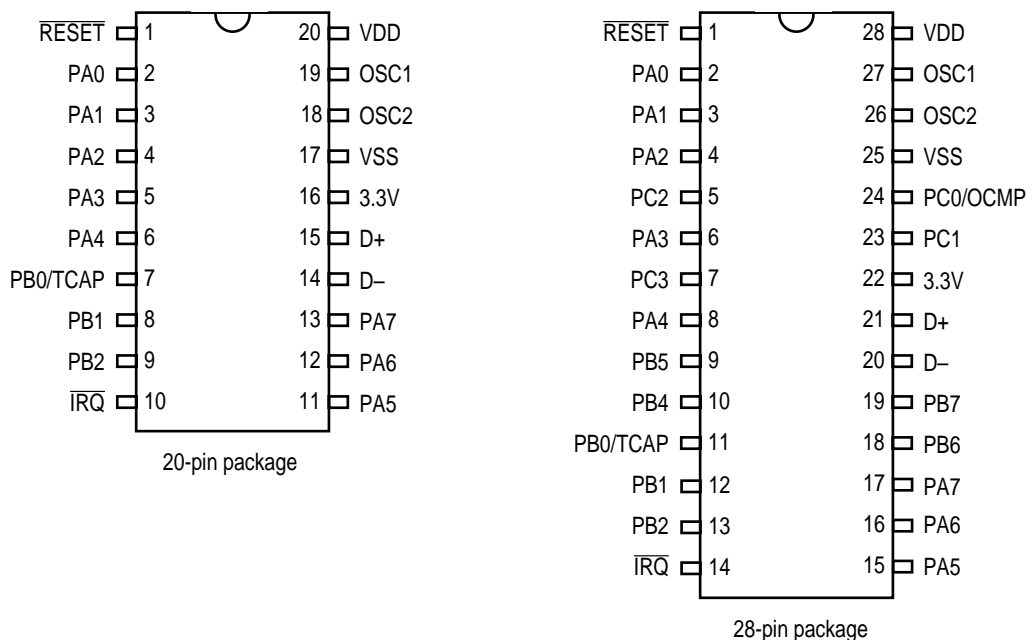 RESET 1 20 VDD
PA0 2 19 OSC1
PA1 3 18 OSC2
PA2 4 17 VSS
PA3 5 16 3.3V
PA4 6 15 D+
PB0/TCAP 7 14 D–
PB1 8 13 PA7
PB2 9 12 PA6
IRQ 10 11 PA5
20-pin package
RESET 1 28 VDD
PA0 2 27 OSC1
PA1 3 26 OSC2
PA2 4 25 VSS
PC2 5 24 PC0/OCMP
PA3 6 23 PC1
PC3 7 22 3.3V
PA4 8 21 D+
PB5 9 20 D–
PB4 10 19 PB7
PB0/TCAP 11 18 PB6
PB1 12 17 PA7
PB2 13 16 PA6
IRQ 14 15 PA5
28-pin package